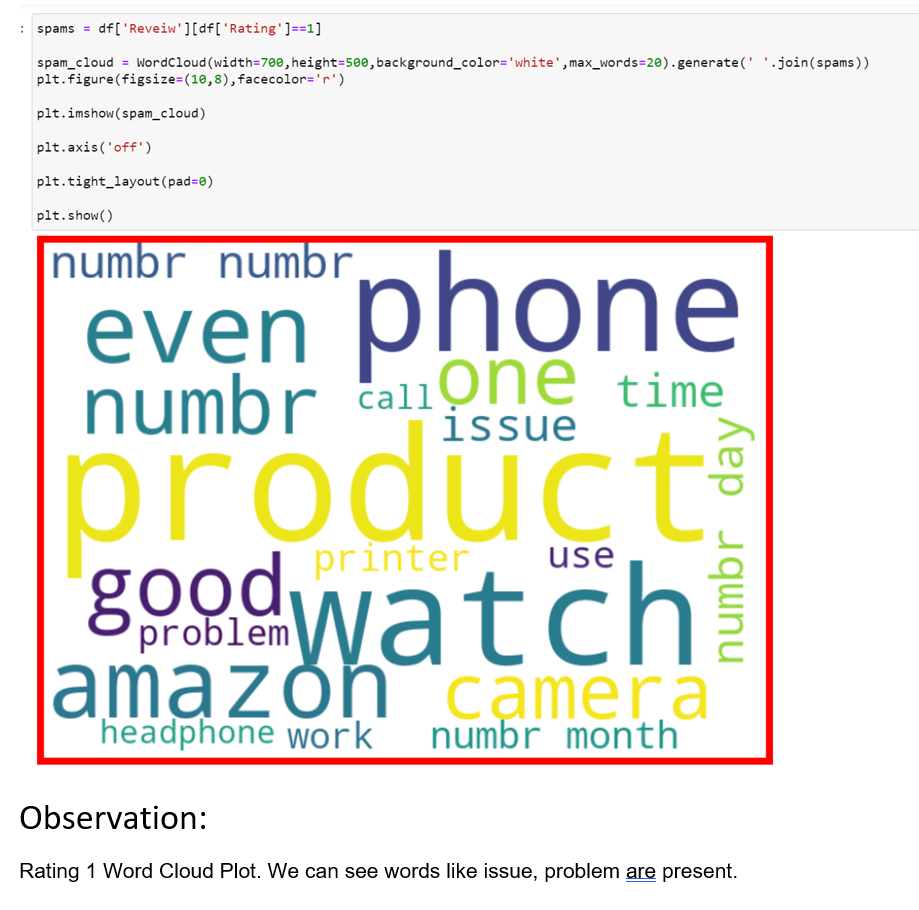 : spams = df['Reveiw'][df['Rating']==1]
spam_cloud = WordCloud(width=700,height=500,background_color='white',max_words=20).generate(' '.join(spams))
plt.figure(figsize=(10,8),facecolor='r')
plt.imshow(spam_cloud)
plt.axis('off')
plt.tight_layout(pad=0)
plt.show()
numbr numbr
phone
even
one
time
numbr
call
issue
numbr day
product
printer
use
good
problem
watch
amazon
camera
headphone
work
numbr month
Observation:
Rating 1 Word Cloud Plot. We can see words like issue, problem are present.